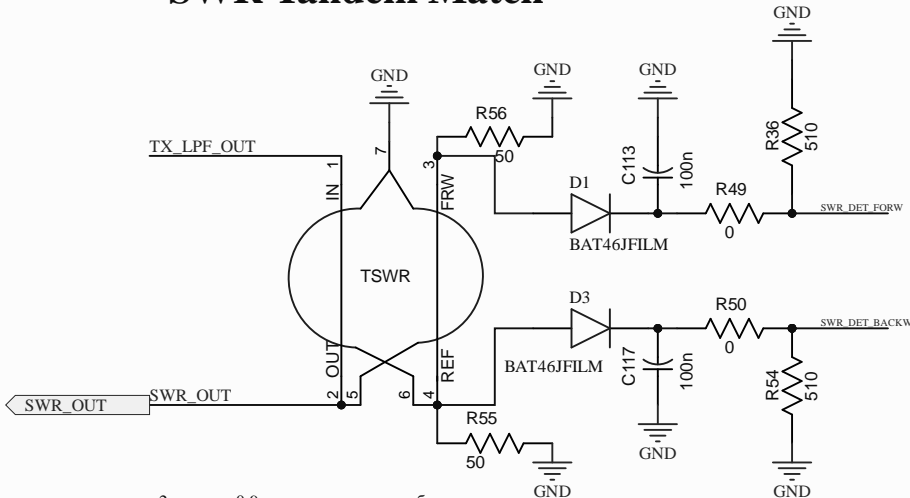 SWR Tandem Match
GND
GND
GND
GND
R56
50
R36
510
TX_LPF_OUT
1
IN
7
3
FRW
C113
100n
D1
BAT46JFILM
R49
0
SWR_DET_FORW
TSWR
D3
BAT46JFILM
R50
0
SWR_DET_BACKW
C117
100n
R54
510
OUT
2
5
6
REF
4
SWR_OUT
SWR_OUT
R55
50
GND
GND
GND